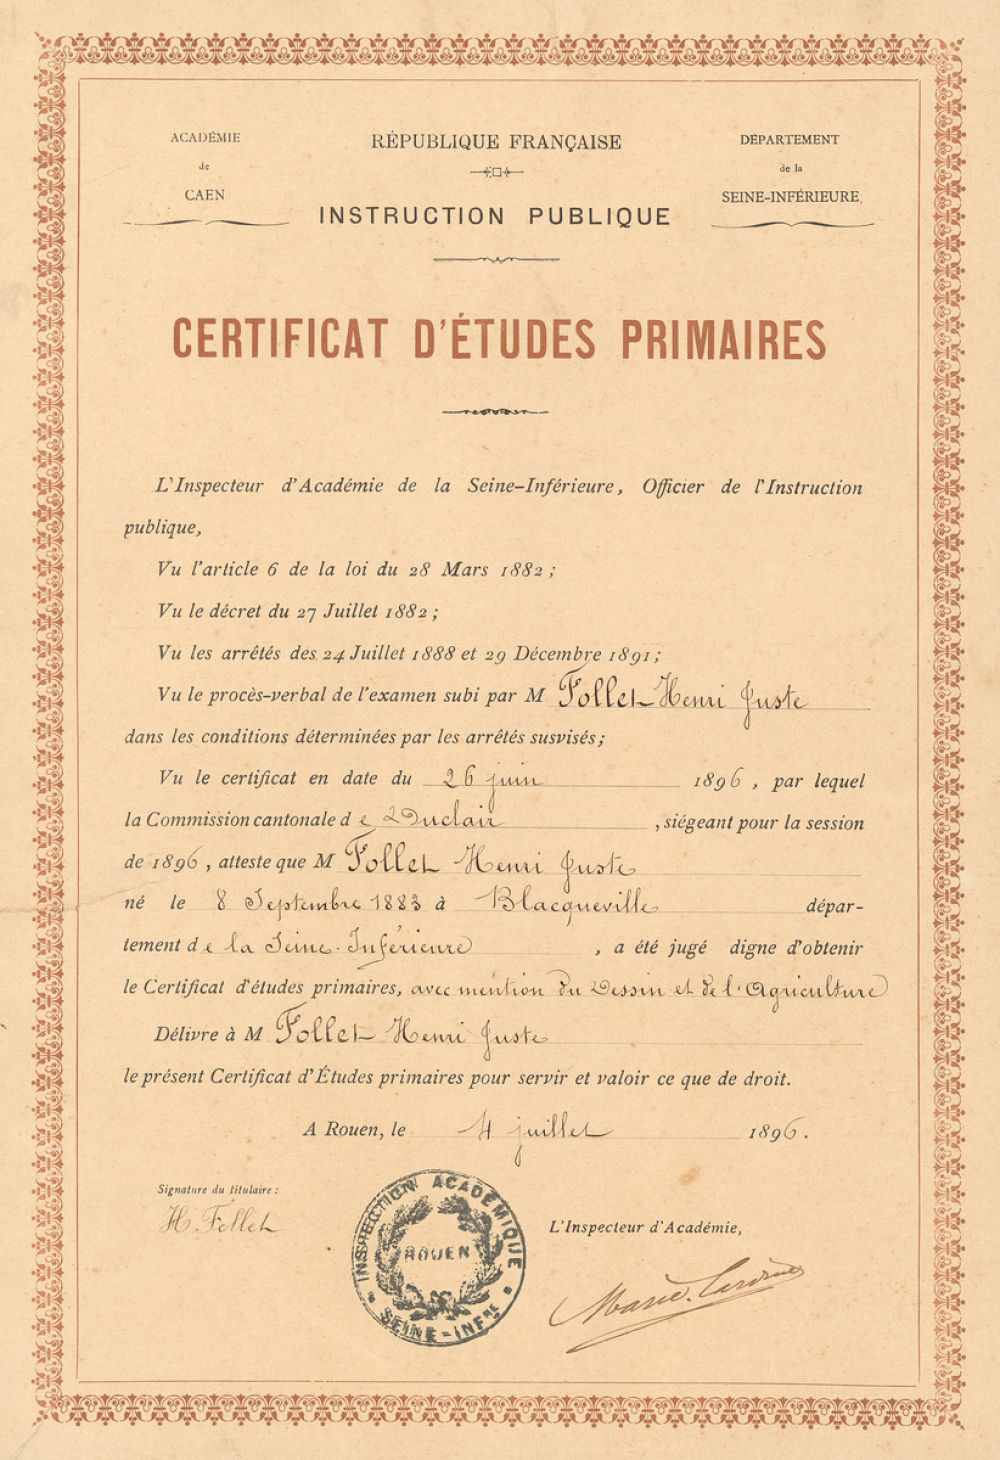 ACADÉMIE
de
CAEN
RÉPUBLIQUE FRANÇAISE
INSTRUCTION PUBLIQUE
DÉPARTEMENT
de la
SEINE-INFÉRIEURE
CERTIFICAT D'ÉTUDES PRIMAIRES
L'Inspecteur d'Académie de la Seine-Inférieure, Officier de l'Instruction
publique,
Vu l'article 6 de la loi du 28 Mars 1882;
Vu le décret du 27 Juillet 1882;
Vu les arrêtés des 24 Juillet 1888 et 29 Décembre 1891;
Vu le procès-verbal de l'examen subi par M Follet Henri Juste
dans les conditions déterminées par les arrêtés susvisés;
Vu le certificat en date du 26 juin 1896, par lequel
la Commission cantonale de Duclair, siégeant pour la session
de 1896, atteste que M Follet Henri Juste
né le 8 Septembre 1883 à Blacqueville dépar-
tement de la Seine-Inférieure, a été jugé digne d'obtenir
le Certificat d'études primaires, avec mention du Dessin et de l'Agriculture
Délivre à M Follet Henri Juste
le présent Certificat d'Études primaires pour servir et valoir ce que de droit.
A Rouen, le 4 juillet 1896.
Signature du titulaire:
H. Follet
INSPECTION ACADÉMIQUE
ROUEN
SEINE-INFRE
L'Inspecteur d'Académie,